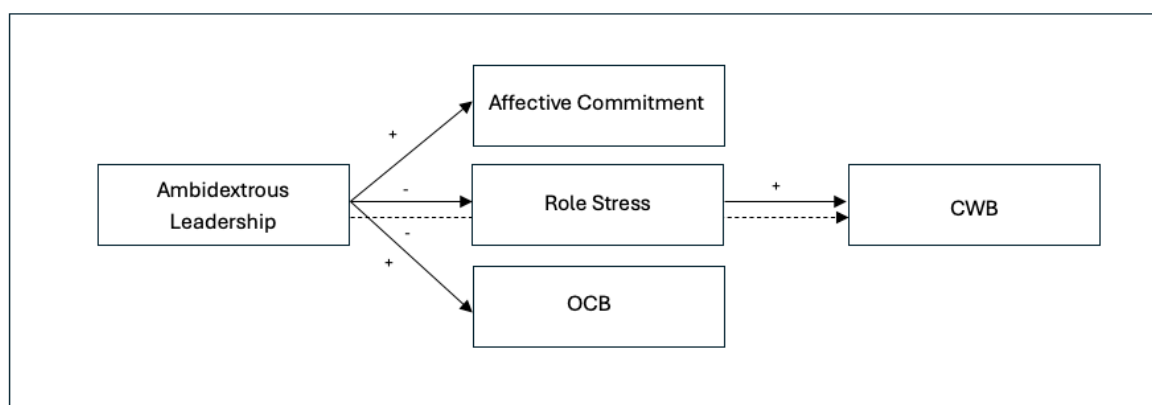 Affective Commitment
+
Ambidextrous
Leadership
-
Role Stress
+
CWB
-
+
OCB